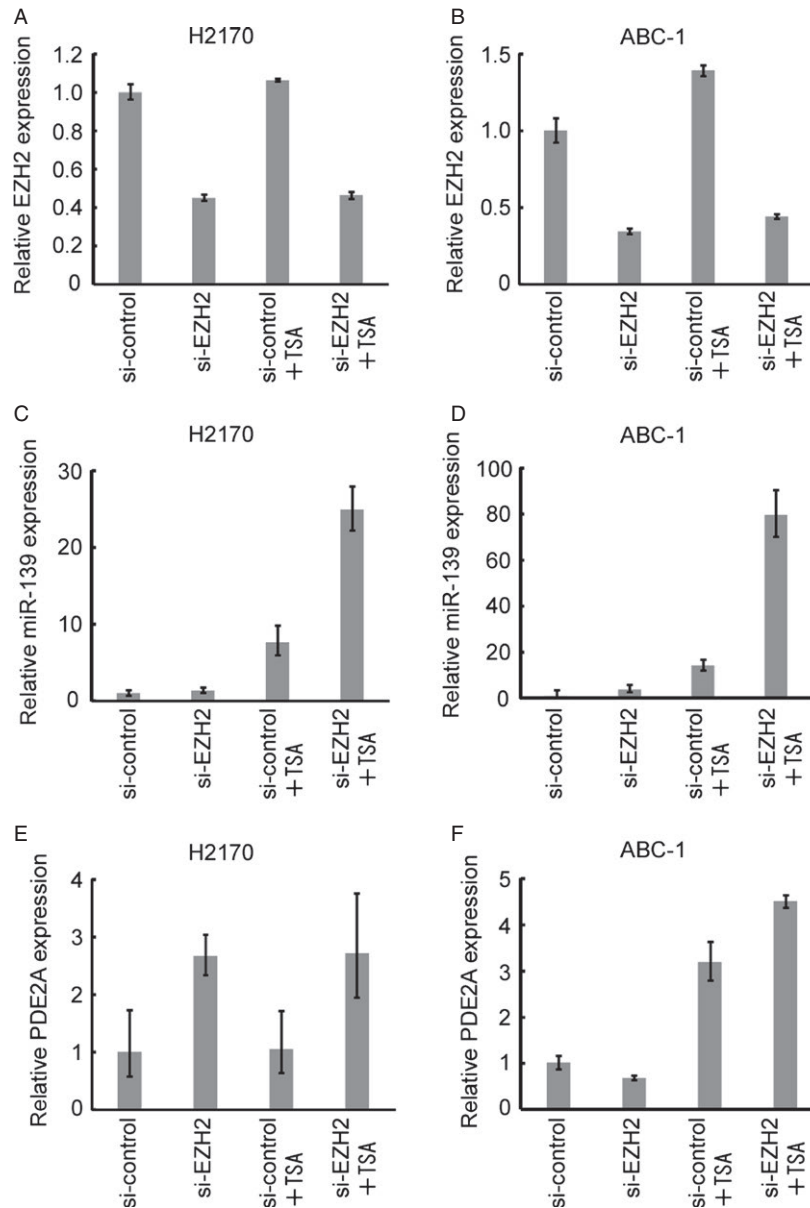 A
H2170
Relative EZH2 expression
1.2
1.0
0.8
0.6
0.4
0.2
0
si-control
si-EZH2
si-control
+TSA
si-EZH2
+TSA
B
ABC-1
Relative EZH2 expression
1.5
1.0
0.5
0
si-control
si-EZH2
si-control
+TSA
si-EZH2
+TSA
C
H2170
Relative miR-139 expression
30
20
10
0
si-control
si-EZH2
si-control
+TSA
si-EZH2
+TSA
D
ABC-1
Relative miR-139 expression
100
80
60
40
20
0
si-control
si-EZH2
si-control
+TSA
si-EZH2
+TSA
E
H2170
Relative PDE2A expression
4
3
2
1
0
si-control
si-EZH2
si-control
+TSA
si-EZH2
+TSA
F
ABC-1
Relative PDE2A expression
5
4
3
2
1
0
si-control
si-EZH2
si-control
+TSA
si-EZH2
+TSA